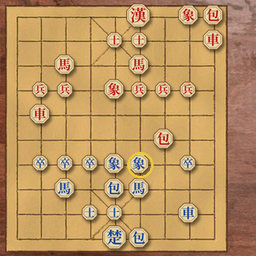 漢 象 包
士 士 車
馬 馬
兵 兵 象 兵 兵 兵
車
包
卒 卒 卒 象 象 卒
馬 包 馬
士 士 車
楚 包